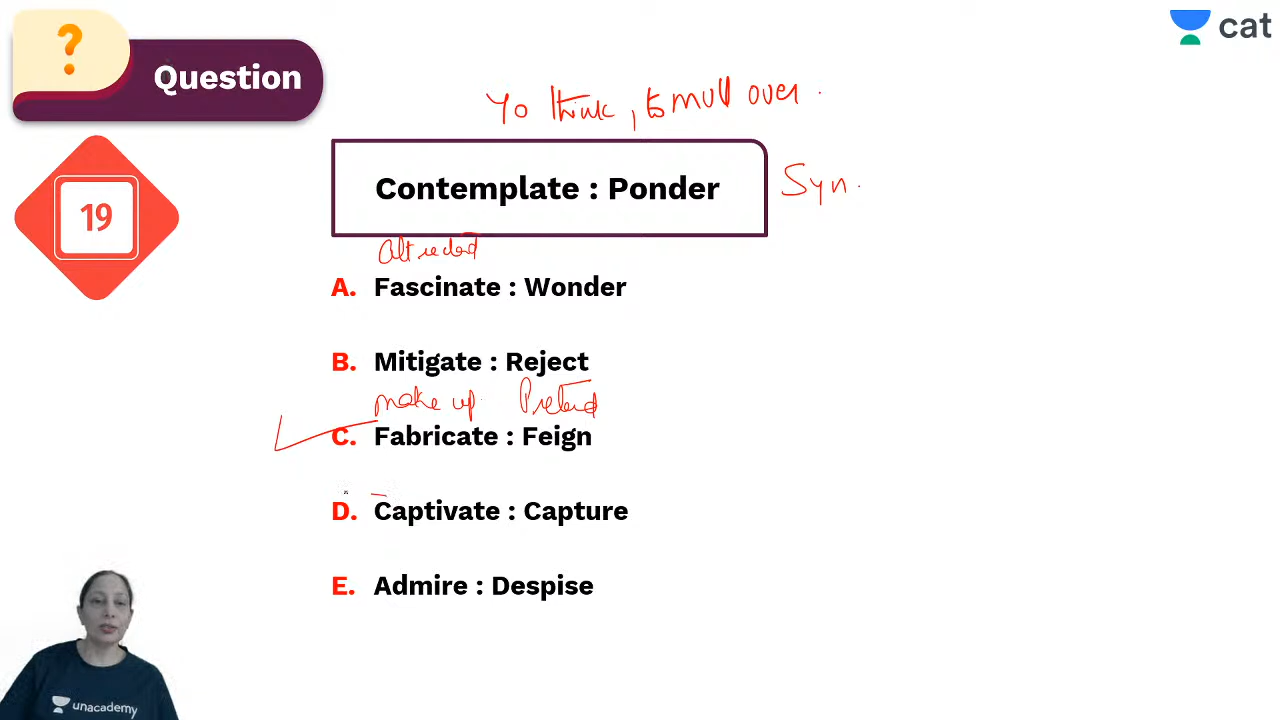 ?
Question
cat
Yo think, to mull over.
19
Contemplate : Ponder
Syn.
A. Fascinate : Wonder
B. Mitigate : Reject
make up. Pretend
C. Fabricate : Feign
D. Captivate : Capture
E. Admire : Despise
unacademy